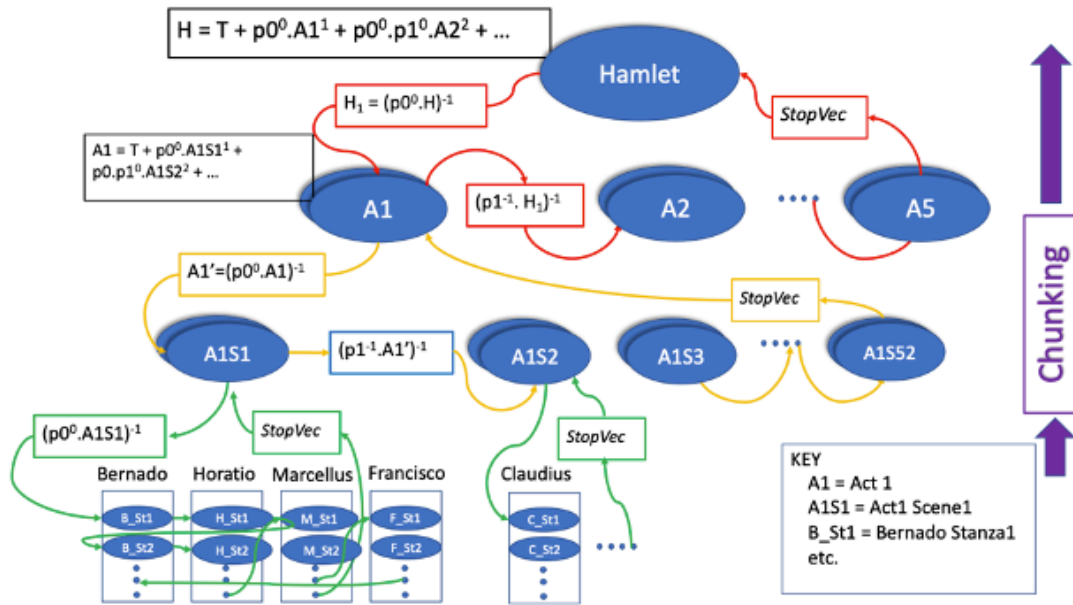 H = T + p0⁰.A1¹ + p0⁰.p1⁰.A2² + ...
Hamlet
H₁ = (p0⁰.H)⁻¹
StopVec
A1 = T + p0⁰.A1S1¹ +
p0.p1⁰.A1S2² + ...
A1
(p1⁻¹. H₁)⁻¹
A2
A5
A1’=(p0⁰.A1)⁻¹
StopVec
A1S1
(p1⁻¹.A1’)⁻¹
A1S2
A1S3
A1S52
Chunking
(p0⁰.A1S1)⁻¹
StopVec
StopVec
Bernado
Horatio
Marcellus
Francisco
Claudius
B_St1
H_St1
M_St1
F_St1
C_St1
B_St2
H_St2
M_St2
F_St2
C_St2
KEY
A1 = Act 1
A1S1 = Act1 Scene1
B_St1 = Bernado Stanza1
etc.